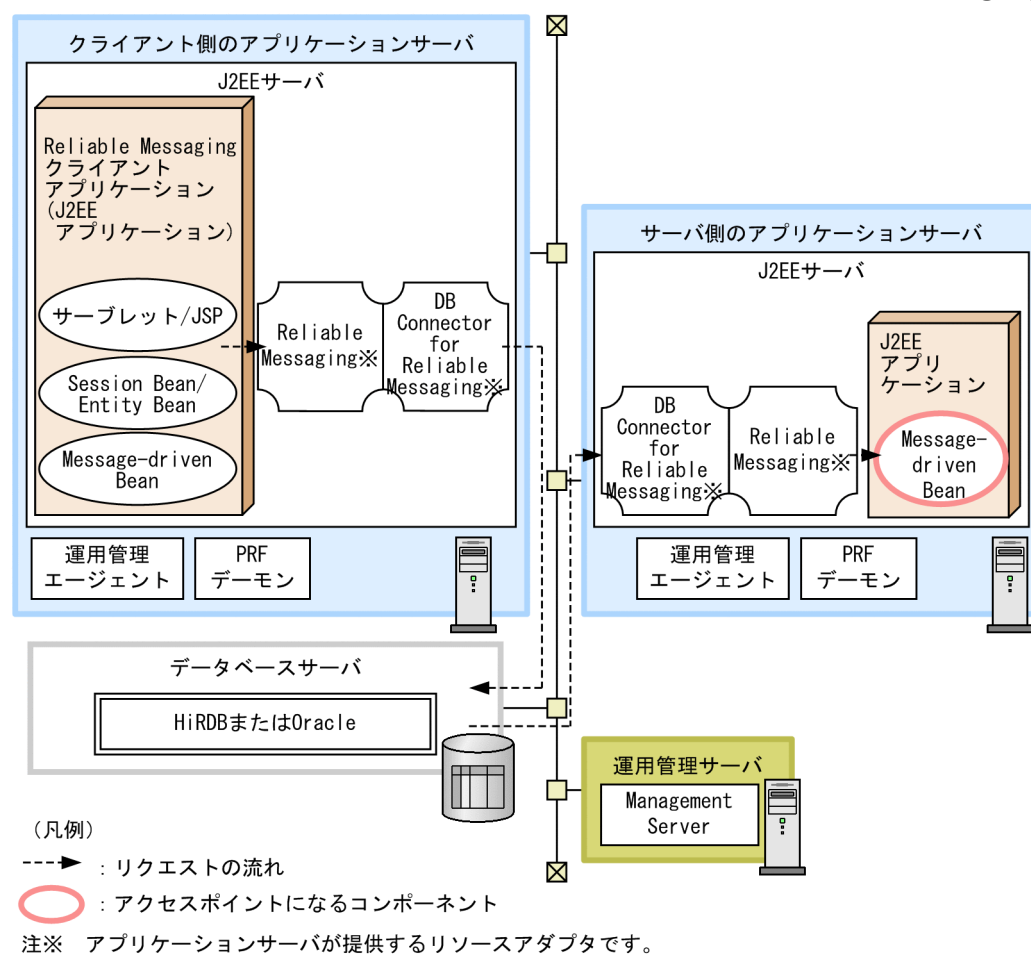 クライアント側のアプリケーションサーバ
J2EEサーバ
Reliable Messaging
クライアント
アプリケーション
(J2EE
アプリケーション)
サーブレット/JSP
Session Bean/
Entity Bean
Message-driven
Bean
Reliable
Messaging※
DB
Connector
for
Reliable
Messaging※
運用管理
エージェント
PRF
デーモン
サーバ側のアプリケーションサーバ
J2EEサーバ
DB
Connector
for
Reliable
Messaging※
Reliable
Messaging※
J2EE
アプリ
ケーション
Message-
driven
Bean
運用管理
エージェント
PRF
デーモン
データベースサーバ
HiRDBまたはOracle
運用管理サーバ
Management
Server
(凡例)
:リクエストの流れ
:アクセスポイントになるコンポーネント
注※ アプリケーションサーバが提供するリソースアダプタです。